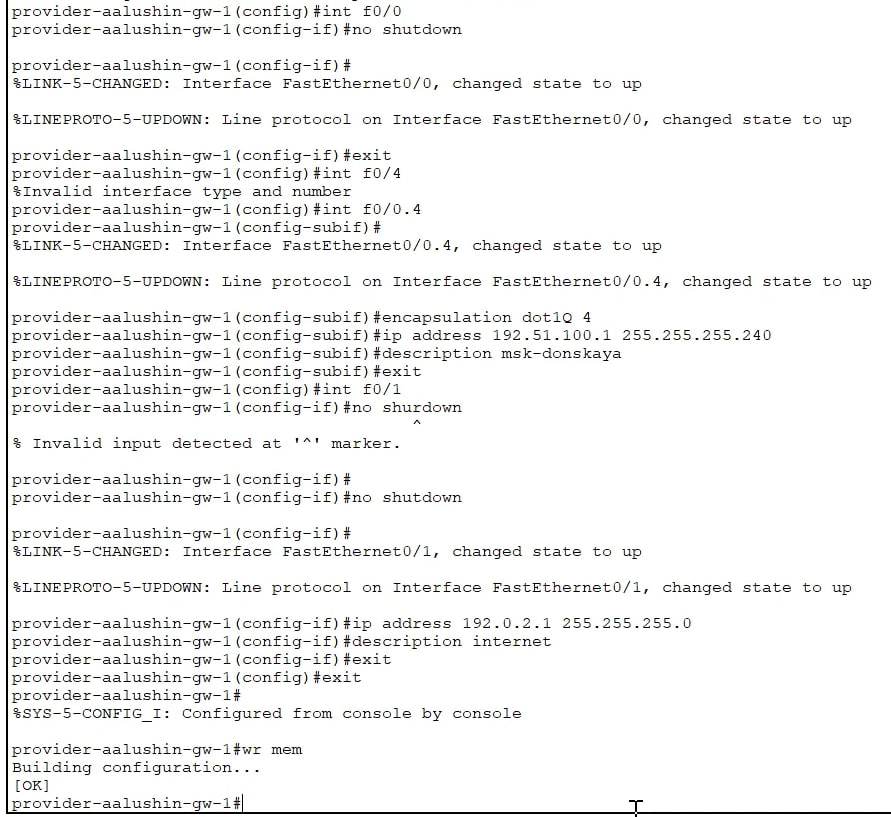 provider-aalushin-gw-1(config)#int f0/0
provider-aalushin-gw-1(config-if)#no shutdown
provider-aalushin-gw-1(config-if)#
%LINK-5-CHANGED: Interface FastEthernet0/0, changed state to up
%LINEPROTO-5-UPDOWN: Line protocol on Interface FastEthernet0/0, changed state to up
provider-aalushin-gw-1(config-if)#exit
provider-aalushin-gw-1(config)#int f0/4
%Invalid interface type and number
provider-aalushin-gw-1(config)#int f0/0.4
provider-aalushin-gw-1(config-subif)#
%LINK-5-CHANGED: Interface FastEthernet0/0.4, changed state to up
%LINEPROTO-5-UPDOWN: Line protocol on Interface FastEthernet0/0.4, changed state to up
provider-aalushin-gw-1(config-subif)#encapsulation dot1Q 4
provider-aalushin-gw-1(config-subif)#ip address 192.51.100.1 255.255.255.240
provider-aalushin-gw-1(config-subif)#description msk-donskaya
provider-aalushin-gw-1(config-subif)#exit
provider-aalushin-gw-1(config)#int f0/1
provider-aalushin-gw-1(config-if)#no shurdown
^
% Invalid input detected at '^' marker.
provider-aalushin-gw-1(config-if)#
provider-aalushin-gw-1(config-if)#no shutdown
provider-aalushin-gw-1(config-if)#
%LINK-5-CHANGED: Interface FastEthernet0/1, changed state to up
%LINEPROTO-5-UPDOWN: Line protocol on Interface FastEthernet0/1, changed state to up
provider-aalushin-gw-1(config-if)#ip address 192.0.2.1 255.255.255.0
provider-aalushin-gw-1(config-if)#description internet
provider-aalushin-gw-1(config-if)#exit
provider-aalushin-gw-1(config)#exit
provider-aalushin-gw-1#
%SYS-5-CONFIG_I: Configured from console by console
provider-aalushin-gw-1#wr mem
Building configuration...
[OK]
provider-aalushin-gw-1#